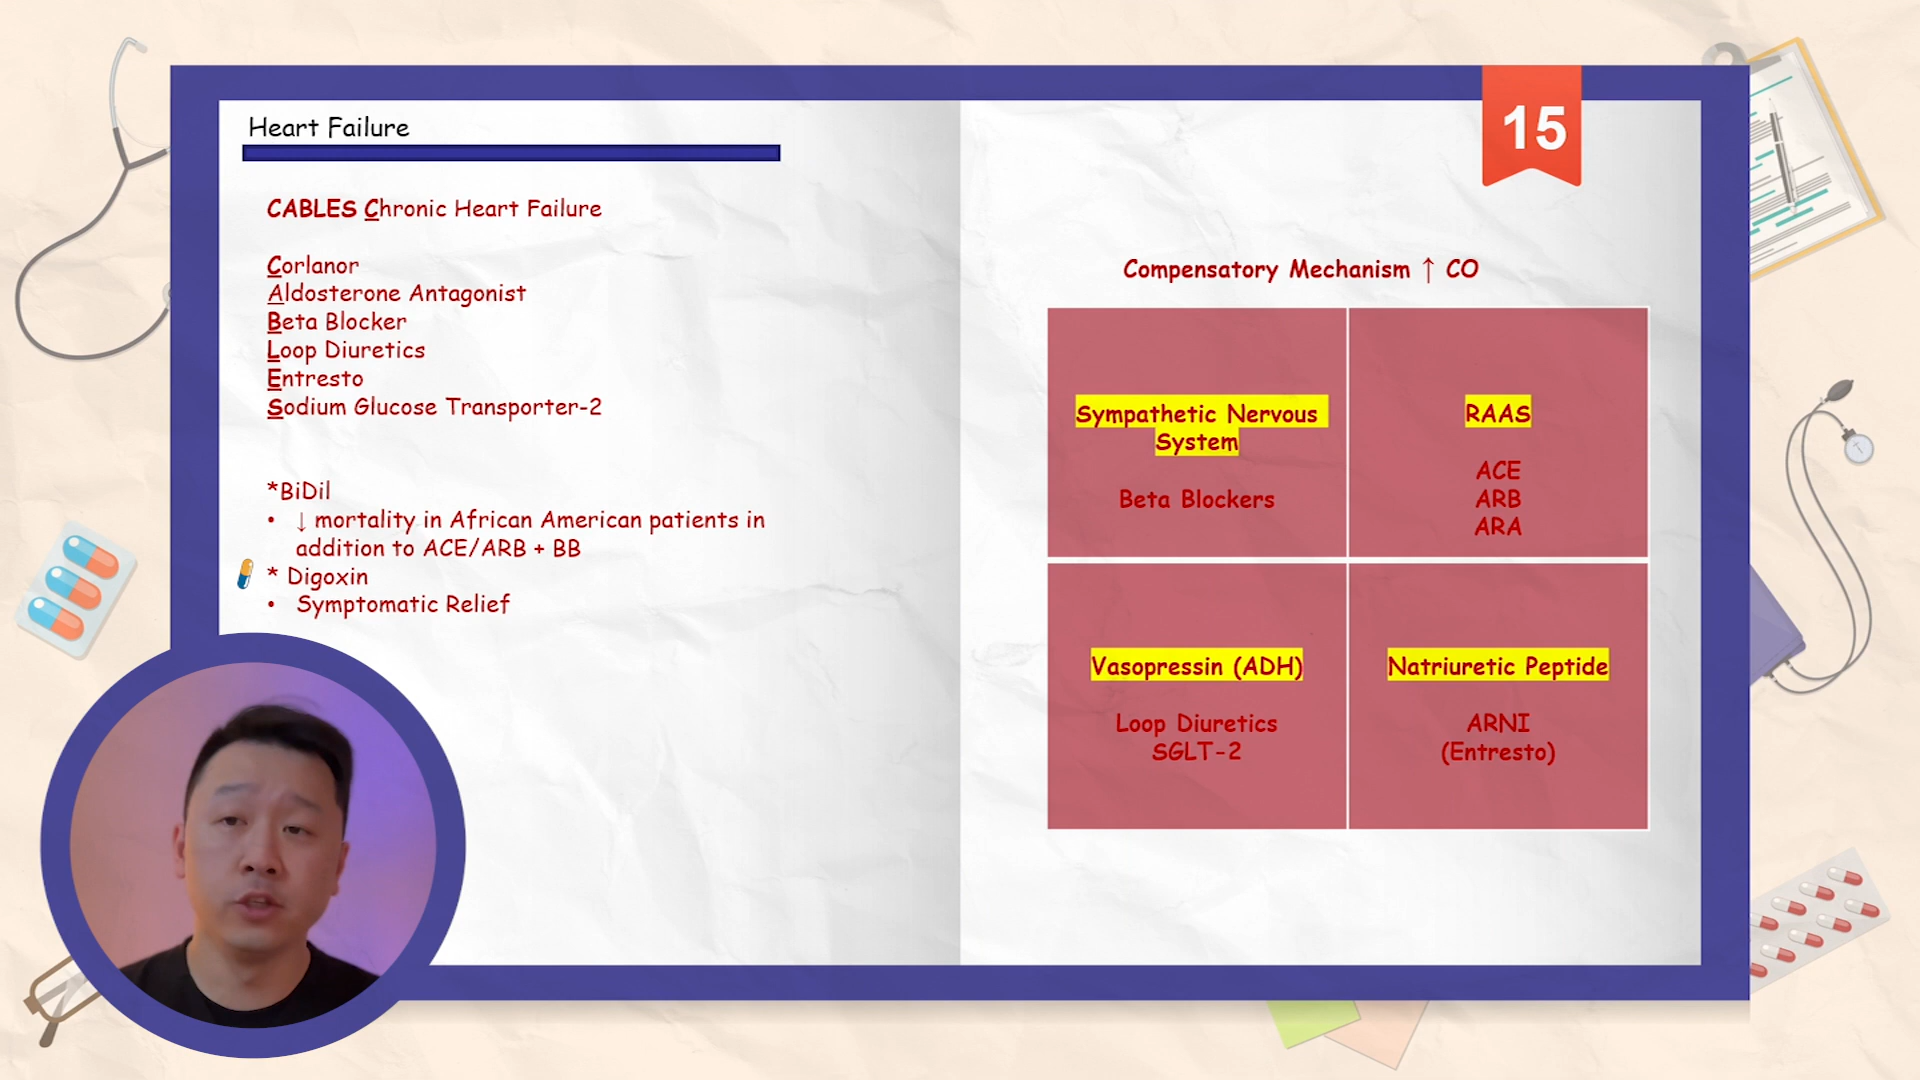 Heart Failure
CABLES Chronic Heart Failure
Corlanor
Aldosterone Antagonist
Beta Blocker
Loop Diuretics
Entresto
Sodium Glucose Transporter-2
*BiDil
• ↓ mortality in African American patients in
addition to ACE/ARB + BB
* Digoxin
• Symptomatic Relief
15
Compensatory Mechanism ↑ CO
Sympathetic Nervous
System
Beta Blockers
RAAS
ACE
ARB
ARA
Vasopressin (ADH)
Loop Diuretics
SGLT-2
Natriuretic Peptide
ARNI
(Entresto)